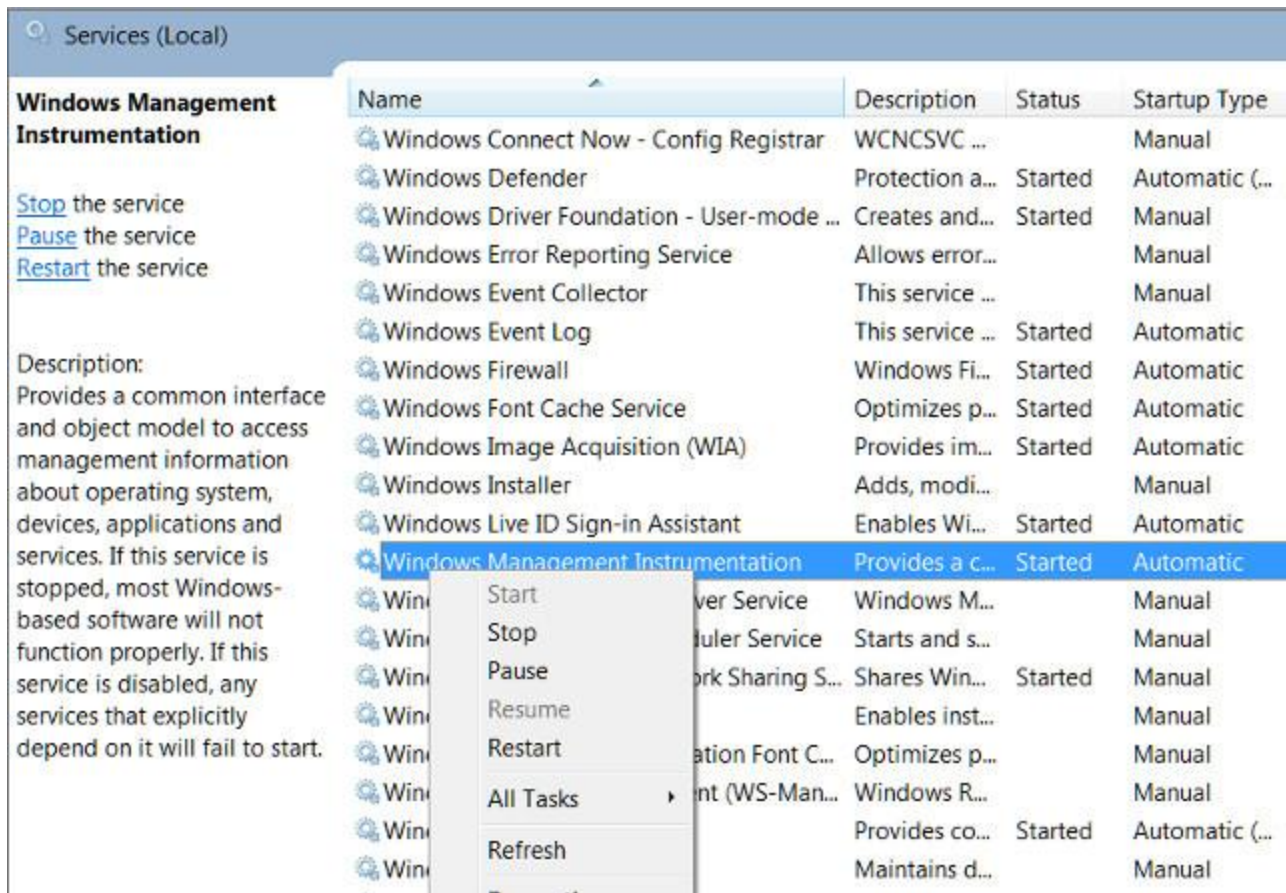 Services (Local)
Windows Management
Instrumentation
Stop the service
Pause the service
Restart the service
Description:
Provides a common interface
and object model to access
management information
about operating system,
devices, applications and
services. If this service is
stopped, most Windows-
based software will not
function properly. If this
service is disabled, any
services that explicitly
depend on it will fail to start.
Name Description Status Startup Type
Windows Connect Now - Config Registrar WCNCSVC ... Manual
Windows Defender Protection a... Started Automatic (...
Windows Driver Foundation - User-mode ... Creates and... Started Manual
Windows Error Reporting Service Allows error... Manual
Windows Event Collector This service ... Manual
Windows Event Log This service ... Started Automatic
Windows Firewall Windows Fi... Started Automatic
Windows Font Cache Service Optimizes p... Started Automatic
Windows Image Acquisition (WIA) Provides im... Started Automatic
Windows Installer Adds, modi... Manual
Windows Live ID Sign-in Assistant Enables Wi... Started Automatic
Windows Management Instrumentation Provides a c... Started Automatic
ver Service Windows M... Manual
duler Service Starts and s... Manual
ork Sharing S... Shares Win... Started Manual
Enables inst... Manual
ation Font C... Optimizes p... Manual
nt (WS-Man... Windows R... Manual
Provides co... Started Automatic (...
Maintains d... Manual
Start
Stop
Pause
Resume
Restart
All Tasks
Refresh